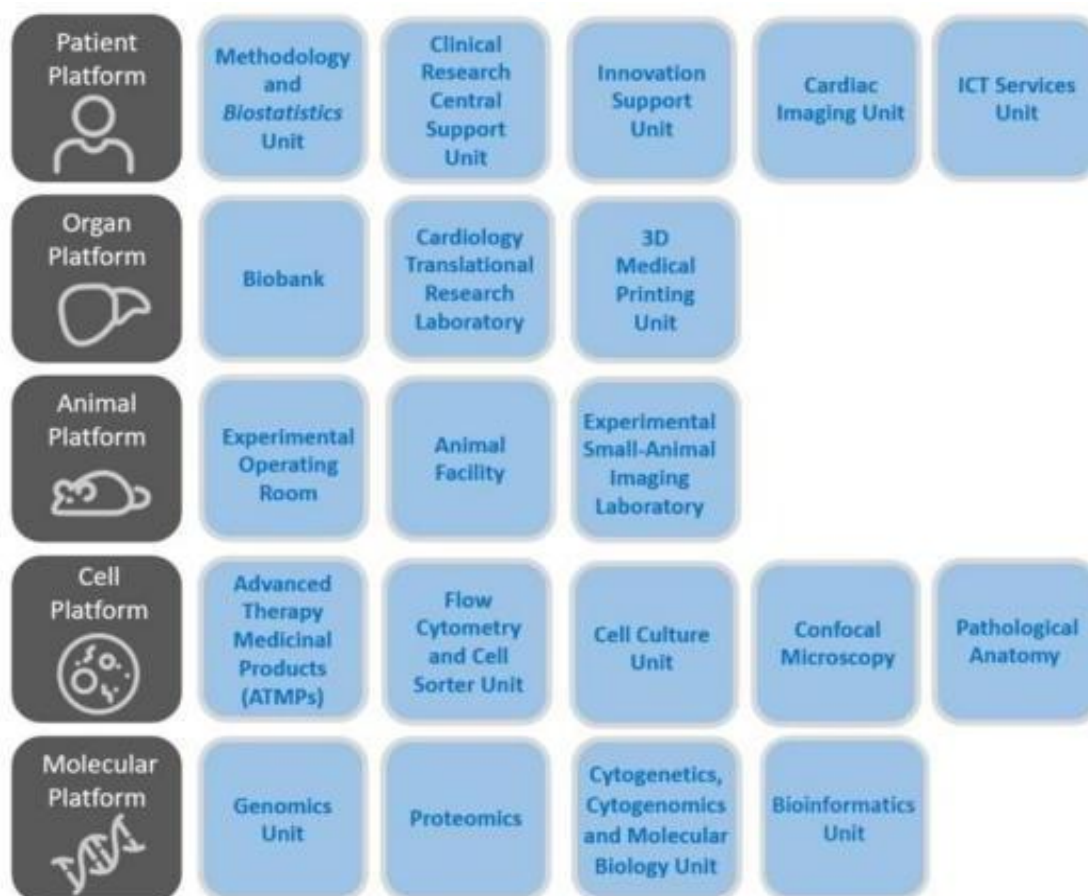 Patient
Platform
Methodology
and
Biostatistics
Unit
Clinical
Research
Central
Support
Unit
Innovation
Support
Unit
Cardiac
Imaging Unit
ICT Services
Unit
Organ
Platform
Biobank
Cardiology
Translational
Research
Laboratory
3D
Medical
Printing
Unit
Animal
Platform
Experimental
Operating
Room
Animal
Facility
Experimental
Small-Animal
Imaging
Laboratory
Cell
Platform
Advanced
Therapy
Medicinal
Products
(ATMPs)
Flow
Cytometry
and Cell
Sorter Unit
Cell Culture
Unit
Confocal
Microscopy
Pathological
Anatomy
Molecular
Platform
Genomics
Unit
Proteomics
Cytogenetics,
Cytogenomics
and Molecular
Biology Unit
Bioinformatics
Unit